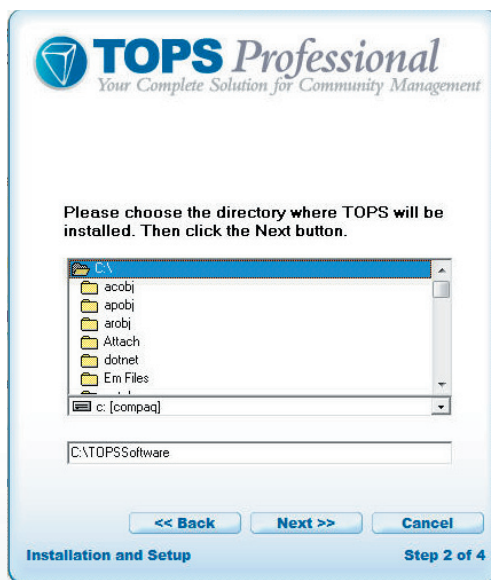 TOPS Professional
Your Complete Solution for Community Management
Please choose the directory where TOPS will be
installed. Then click the Next button.
C:\
acobj
apobj
arobj
Attach
dotnet
Em Files
c: [compaq]
C:\TOPSSoftware
<< Back
Next >>
Cancel
Installation and Setup
Step 2 of 4